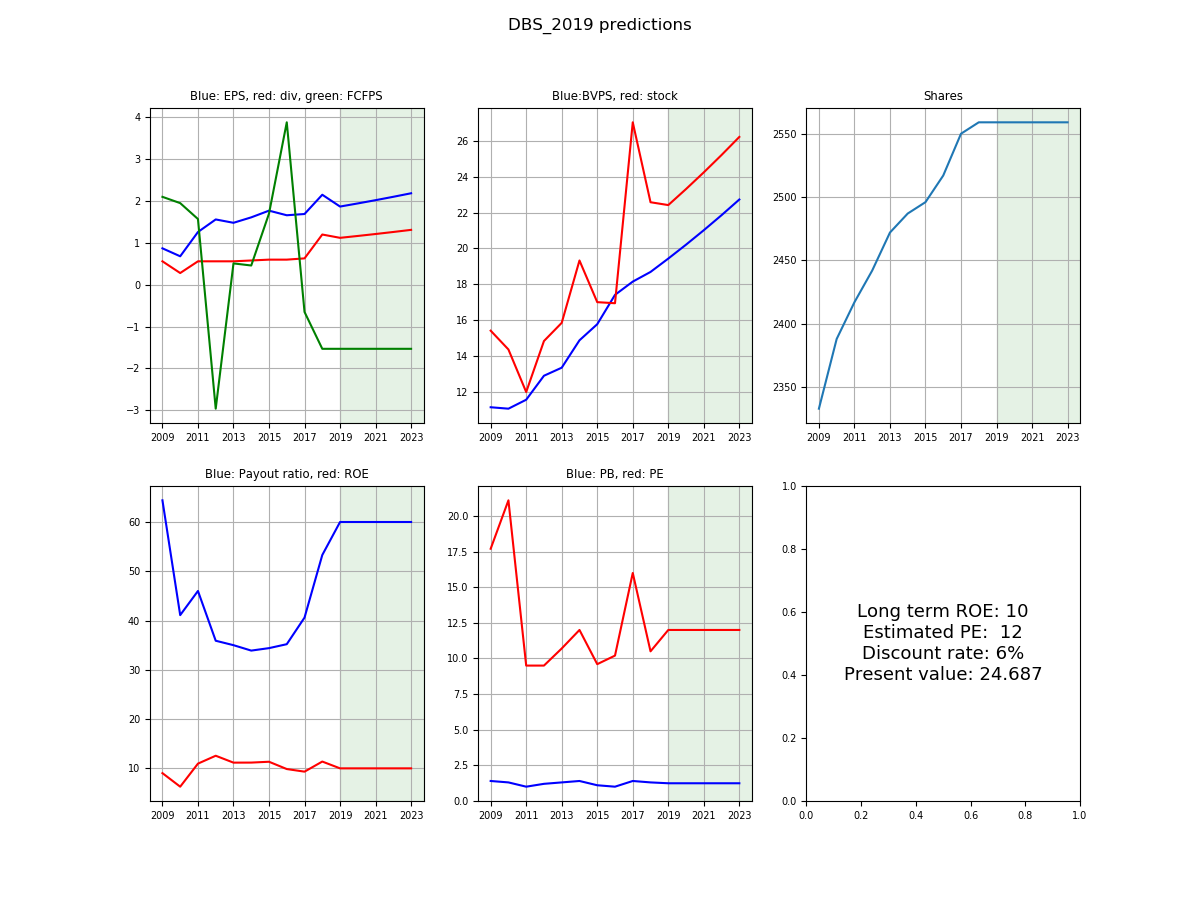 DBS_2019 predictions
Blue: EPS, red: div, green: FCFPS
4
3
2
1
0
−1
−2
−3
2009 2011 2013 2015 2017 2019 2021 2023
Blue:BVPS, red: stock
26
24
22
20
18
16
14
12
2009 2011 2013 2015 2017 2019 2021 2023
Shares
2550
2500
2450
2400
2350
2009 2011 2013 2015 2017 2019 2021 2023
Blue: Payout ratio, red: ROE
60
50
40
30
20
10
2009 2011 2013 2015 2017 2019 2021 2023
Blue: PB, red: PE
20.0
17.5
15.0
12.5
10.0
7.5
5.0
2.5
0.0
2009 2011 2013 2015 2017 2019 2021 2023
1.0
0.8
0.6
0.4
0.2
0.0
0.0 0.2 0.4 0.6 0.8 1.0
Long term ROE: 10
Estimated PE:  12
Discount rate: 6%
Present value: 24.687